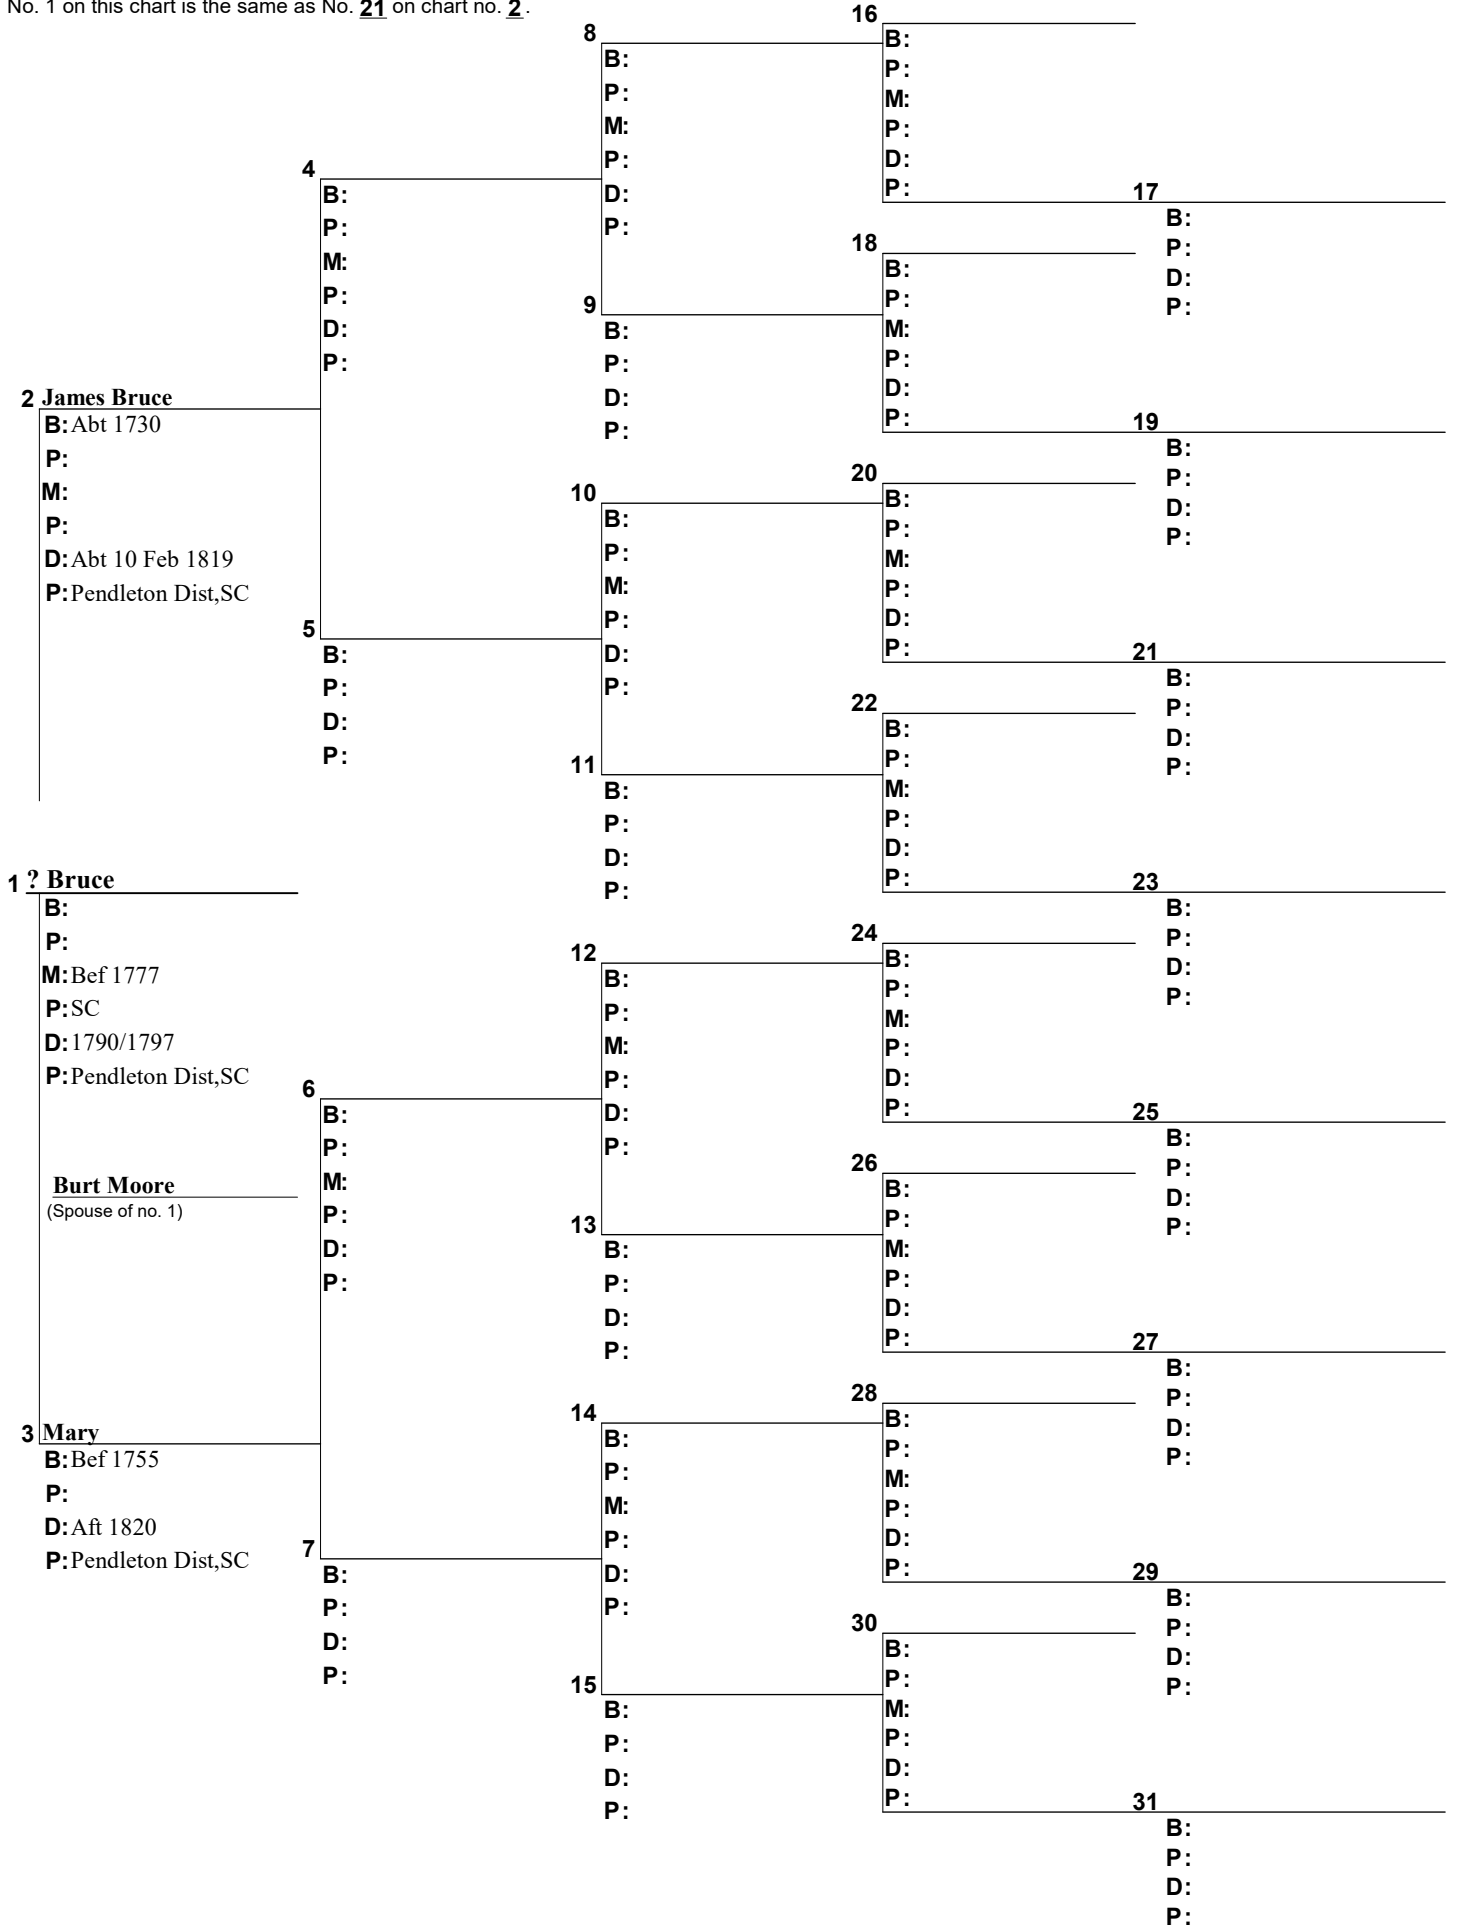 No. 1 on this chart is the same as No. 21 on chart no. 2 .
2 James Bruce
B: Abt 1730
P:
M:
P:
D: Abt 10 Feb 1819
P: Pendleton Dist,SC
1 ? Bruce
B:
P:
M: Bef 1777
P: SC
D: 1790/1797
P: Pendleton Dist,SC
Burt Moore
(Spouse of no. 1)
3 Mary
B: Bef 1755
P:
D: Aft 1820
P: Pendleton Dist,SC
4
B:
P:
M:
P:
D:
P:
5
B:
P:
D:
P:
6
B:
P:
M:
P:
D:
P:
7
B:
P:
D:
P:
8
B:
P:
M:
P:
D:
P:
9
B:
P:
D:
P:
10
B:
P:
M:
P:
D:
P:
11
B:
P:
D:
P:
12
B:
P:
M:
P:
D:
P:
13
B:
P:
D:
P:
14
B:
P:
M:
P:
D:
P:
15
B:
P:
D:
P:
16
B:
P:
M:
P:
D:
P:
17
B:
P:
D:
P:
18
B:
P:
M:
P:
D:
P:
19
B:
P:
D:
P:
20
B:
P:
M:
P:
D:
P:
21
B:
P:
D:
P:
22
B:
P:
M:
P:
D:
P:
23
B:
P:
D:
P:
24
B:
P:
M:
P:
D:
P:
25
B:
P:
D:
P:
26
B:
P:
M:
P:
D:
P:
27
B:
P:
D:
P:
28
B:
P:
M:
P:
D:
P:
29
B:
P:
D:
P:
30
B:
P:
M:
P:
D:
P:
31
B:
P:
D:
P: